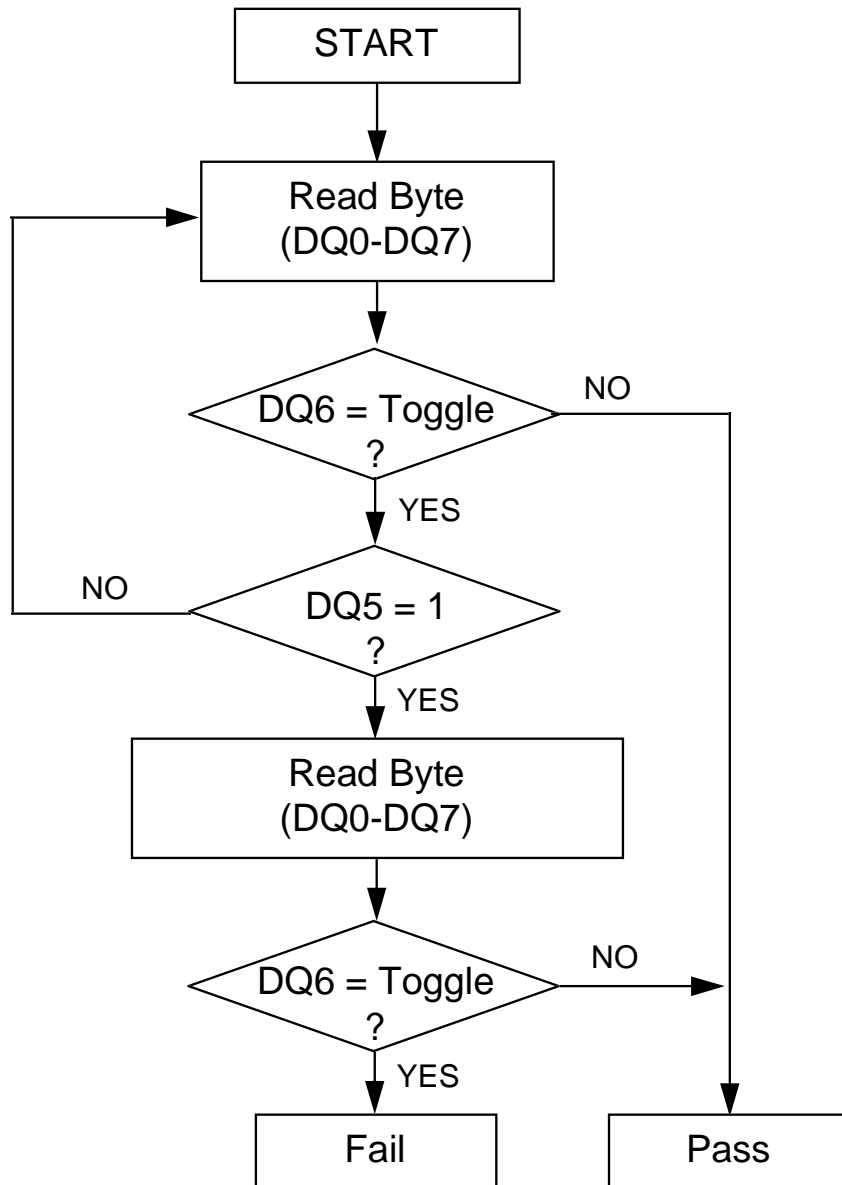 START
Read Byte
(DQ0-DQ7)
DQ6 = Toggle
?
NO
YES
DQ5 = 1
?
NO
YES
Read Byte
(DQ0-DQ7)
DQ6 = Toggle
?
NO
YES
Fail
Pass